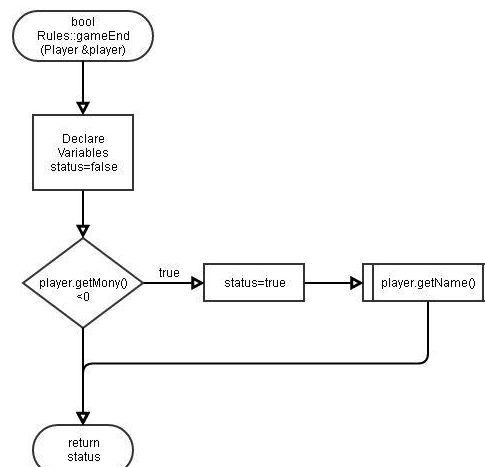 bool
Rules::gameEnd
(Player &player)
Declare
Variables
status=false
player.getMony()
<0
true
status=true
player.getName()
return
status